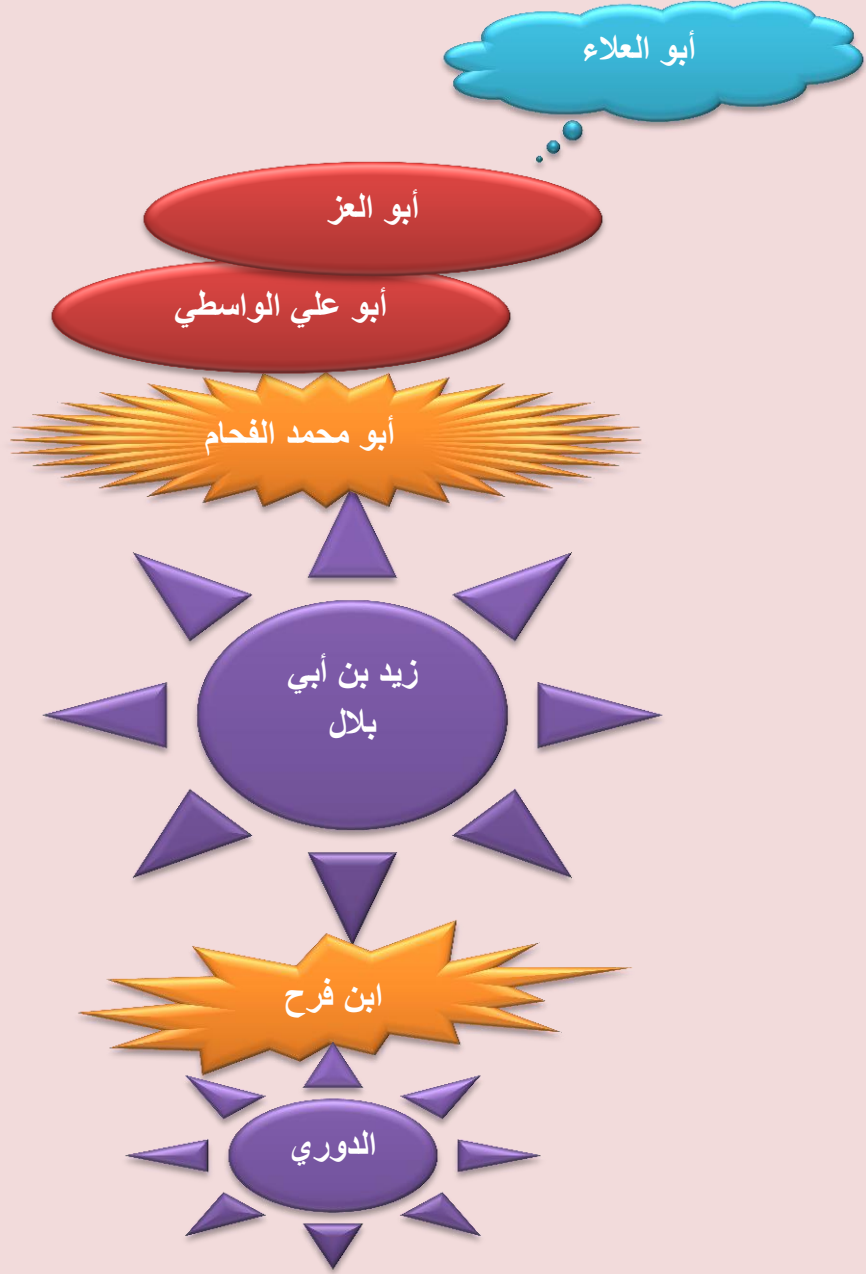 أبو العلاء
أبو العز
أبو علي الواسطي
أبو محمد الفحام
زيد بن أبي
بلال
ابن فرح
الدوري